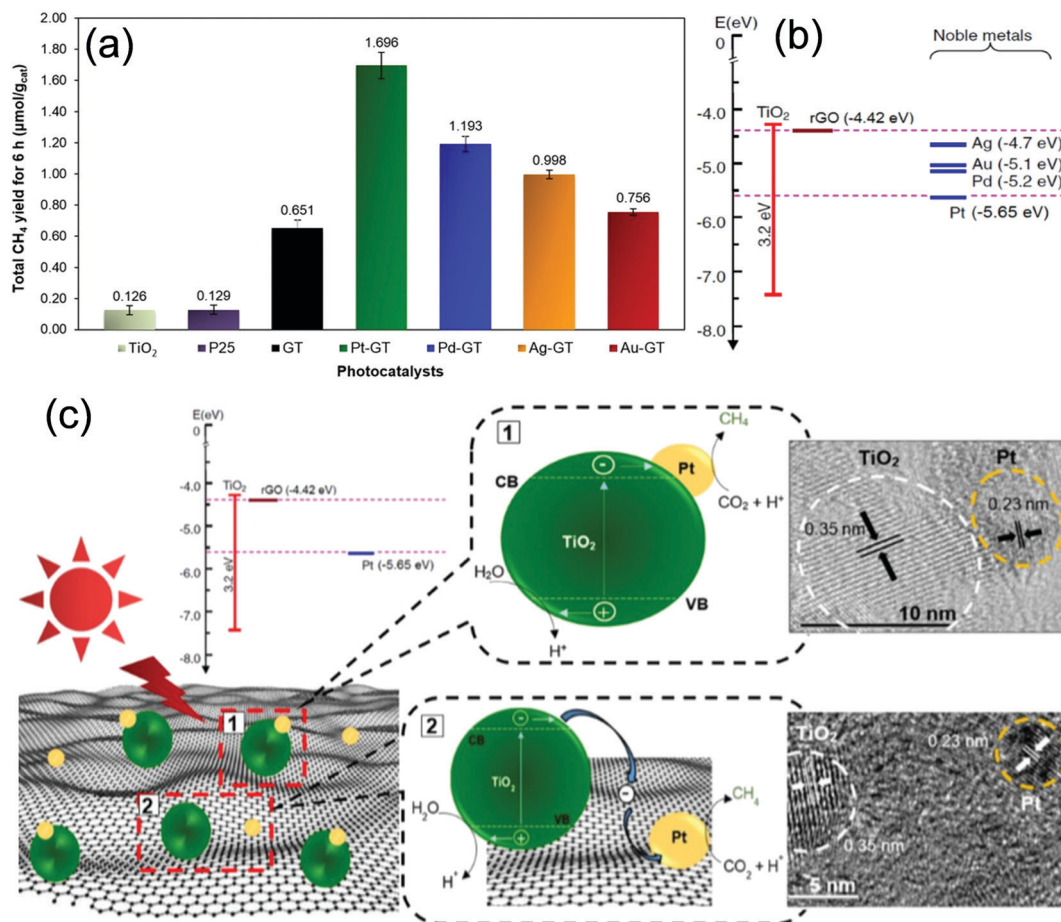 (a)
Total CH₄ yield for 6 h (µmol/gcat)
2.00
1.80
1.60
1.40
1.20
1.00
0.80
0.60
0.40
0.20
0.00
0.126
0.129
0.651
1.696
1.193
0.998
0.756
TiO₂ P25 GT Pt-GT Pd-GT Ag-GT Au-GT
Photocatalysts
(b)
E(eV)
0
-4.0
-5.0
-6.0
-7.0
-8.0
Noble metals
TiO₂
rGO (-4.42 eV)
Ag (-4.7 eV)
Au (-5.1 eV)
Pd (-5.2 eV)
Pt (-5.65 eV)
3.2 eV
(c)
E(eV)
0
-4.0
-5.0
-6.0
-7.0
-8.0
TiO₂
rGO (-4.42 eV)
Pt (-5.65 eV)
3.2 eV
1
2
1
CH₄
Pt
CB
CO₂ + H⁺
TiO₂
H₂O
VB
H⁺
TiO₂
Pt
0.23 nm
0.35 nm
10 nm
2
CB
TiO₂
H₂O
VB
CH₄
Pt
H⁺
CO₂ + H⁺
TiO₂
0.23 nm
Pt
0.35 nm
5 nm